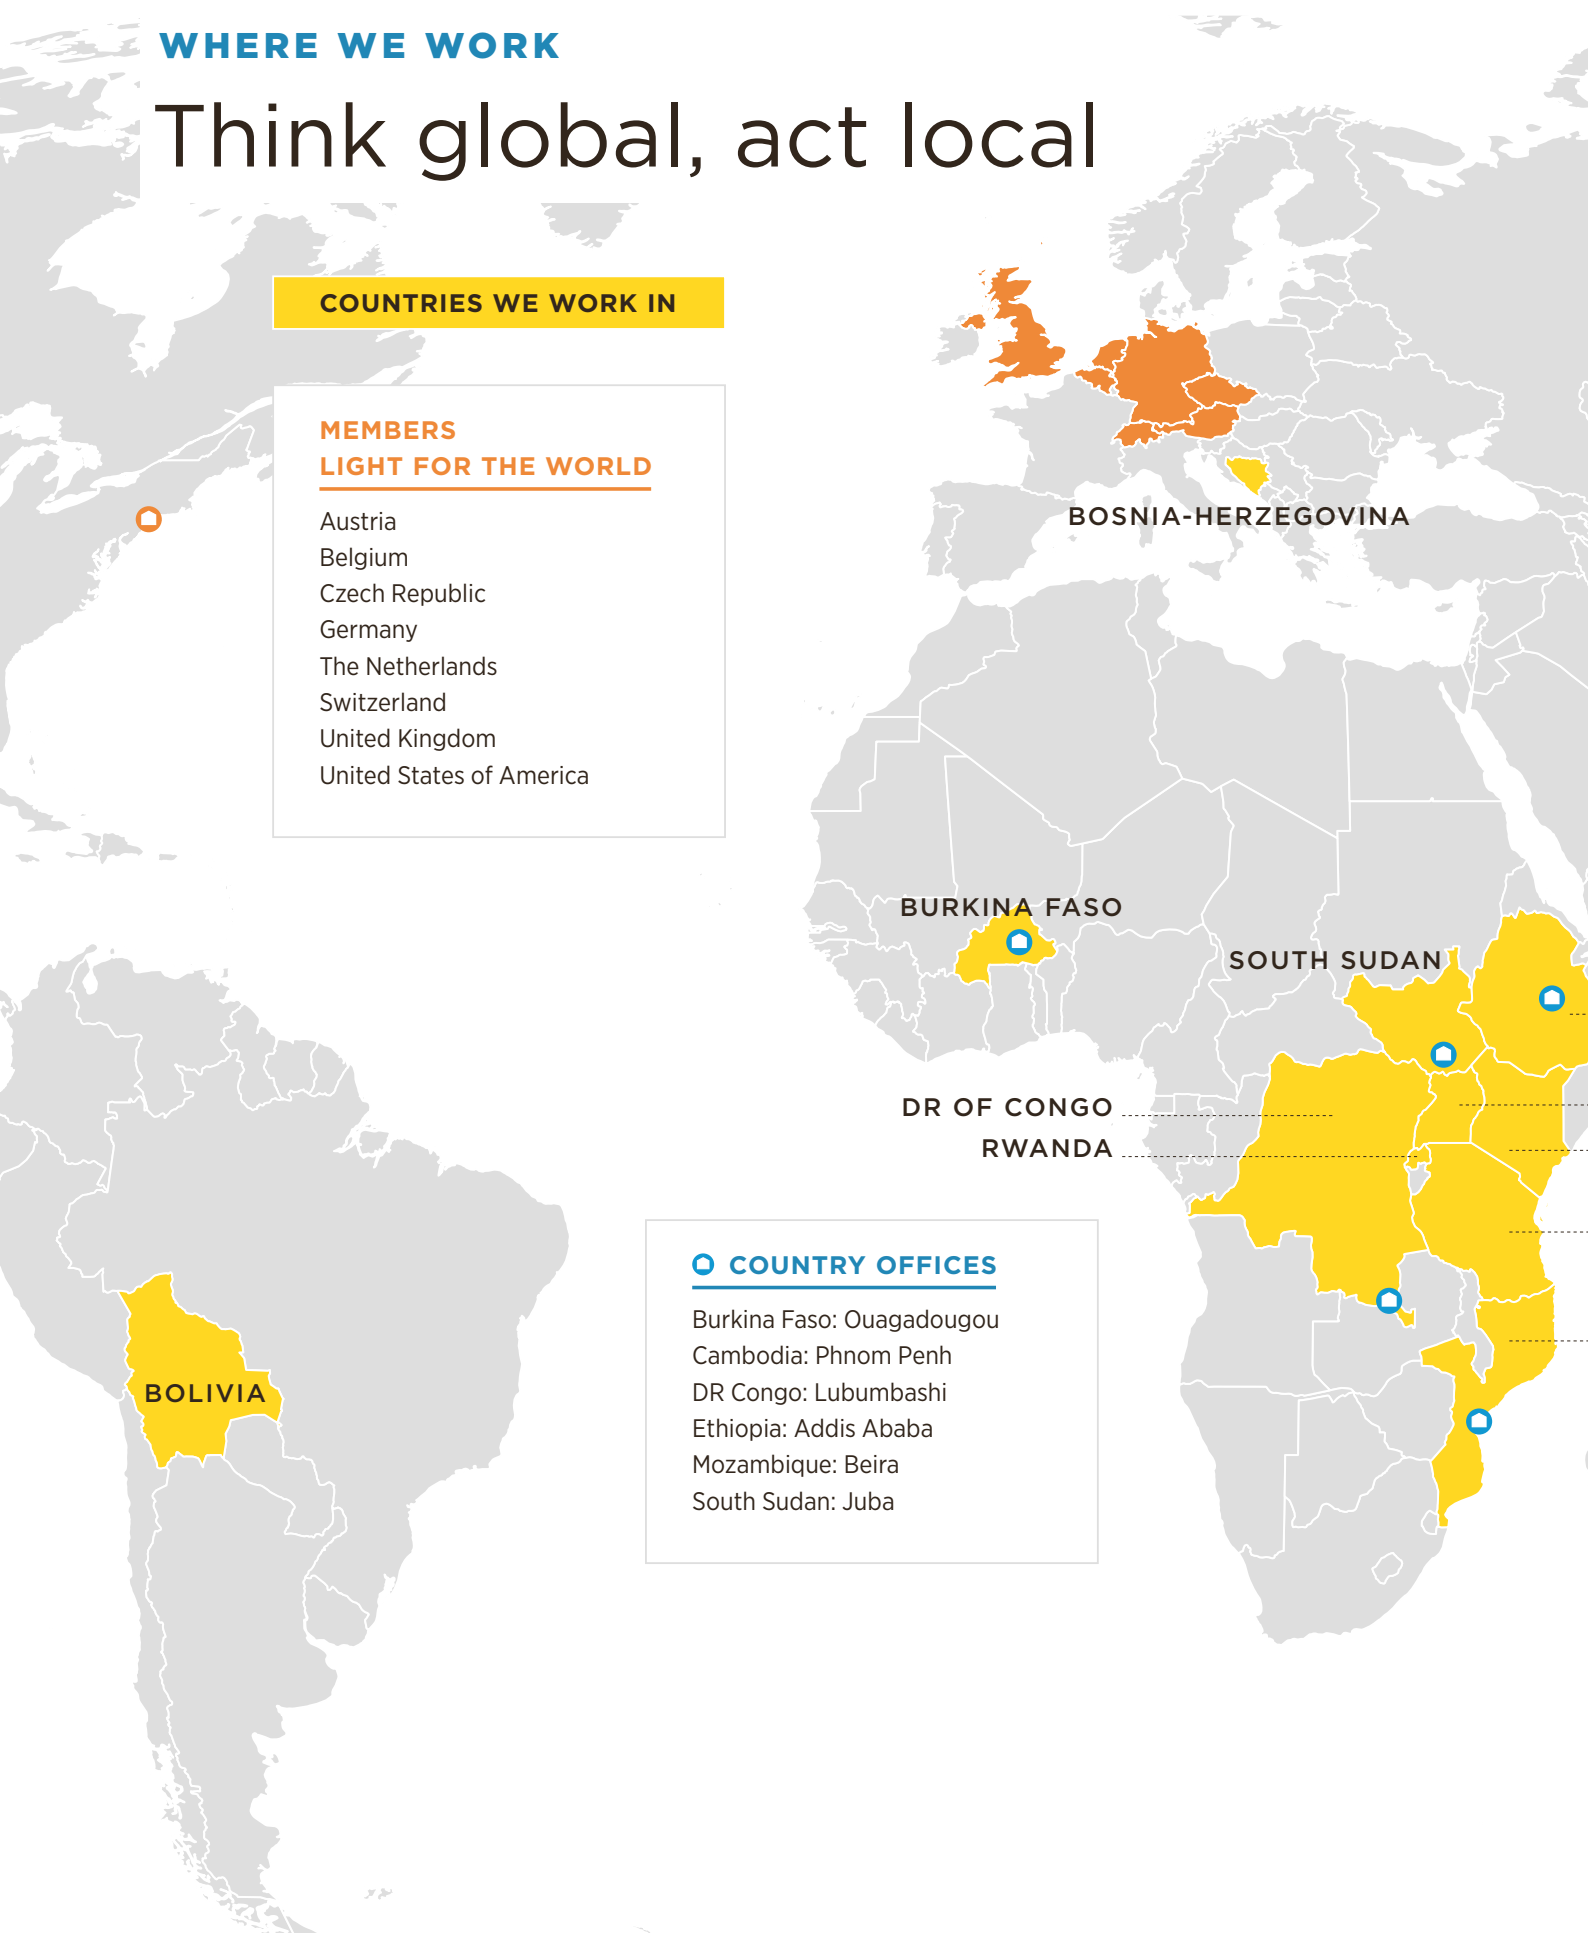 WHERE WE WORK
Think global, act local
COUNTRIES WE WORK IN
MEMBERS
LIGHT FOR THE WORLD
Austria
Belgium
Czech Republic
Germany
The Netherlands
Switzerland
United Kingdom
United States of America
BOSNIA-HERZEGOVINA
BURKINA FASO
SOUTH SUDAN
DR OF CONGO
RWANDA
COUNTRY OFFICES
Burkina Faso: Ouagadougou
Cambodia: Phnom Penh
DR Congo: Lubumbashi
Ethiopia: Addis Ababa
Mozambique: Beira
South Sudan: Juba
BOLIVIA